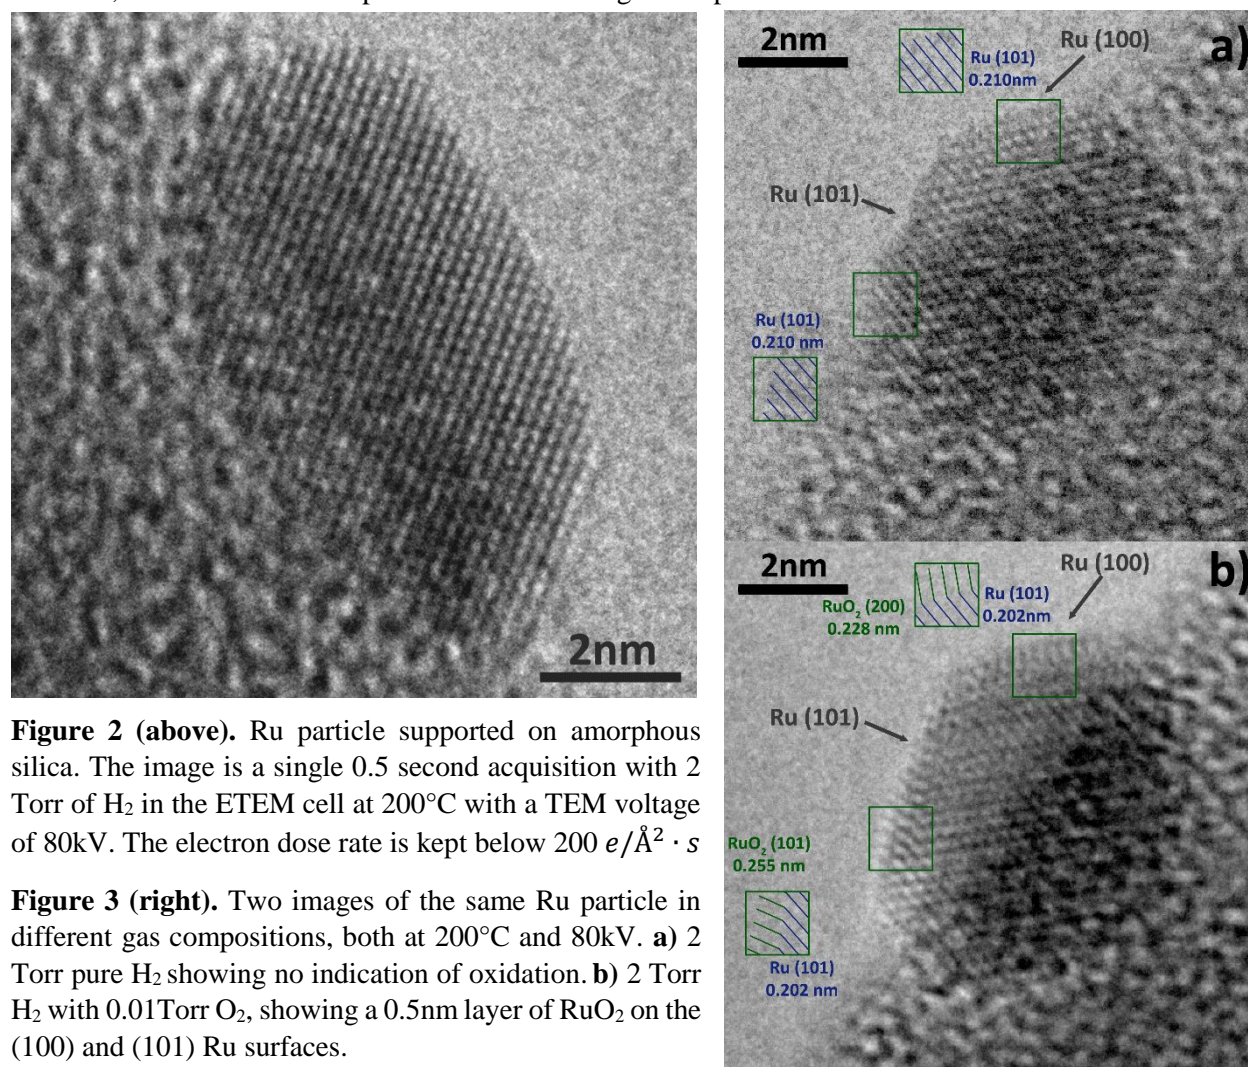 2nm
Figure 2 (above). Ru particle supported on amorphous
silica. The image is a single 0.5 second acquisition with 2
Torr of H₂ in the ETEM cell at 200°C with a TEM voltage
of 80kV. The electron dose rate is kept below 200 e/Å² · s
Figure 3 (right). Two images of the same Ru particle in
different gas compositions, both at 200°C and 80kV. a) 2
Torr pure H₂ showing no indication of oxidation. b) 2 Torr
H₂ with 0.01Torr O₂, showing a 0.5nm layer of RuO₂ on the
(100) and (101) Ru surfaces.
2nm
Ru (101)
0.210nm
Ru (100)
a)
Ru (101)
Ru (101)
0.210 nm
2nm
RuO₂ (200)
0.228 nm
Ru (101)
0.202nm
Ru (100)
b)
Ru (101)
RuO₂ (101)
0.255 nm
Ru (101)
0.202 nm